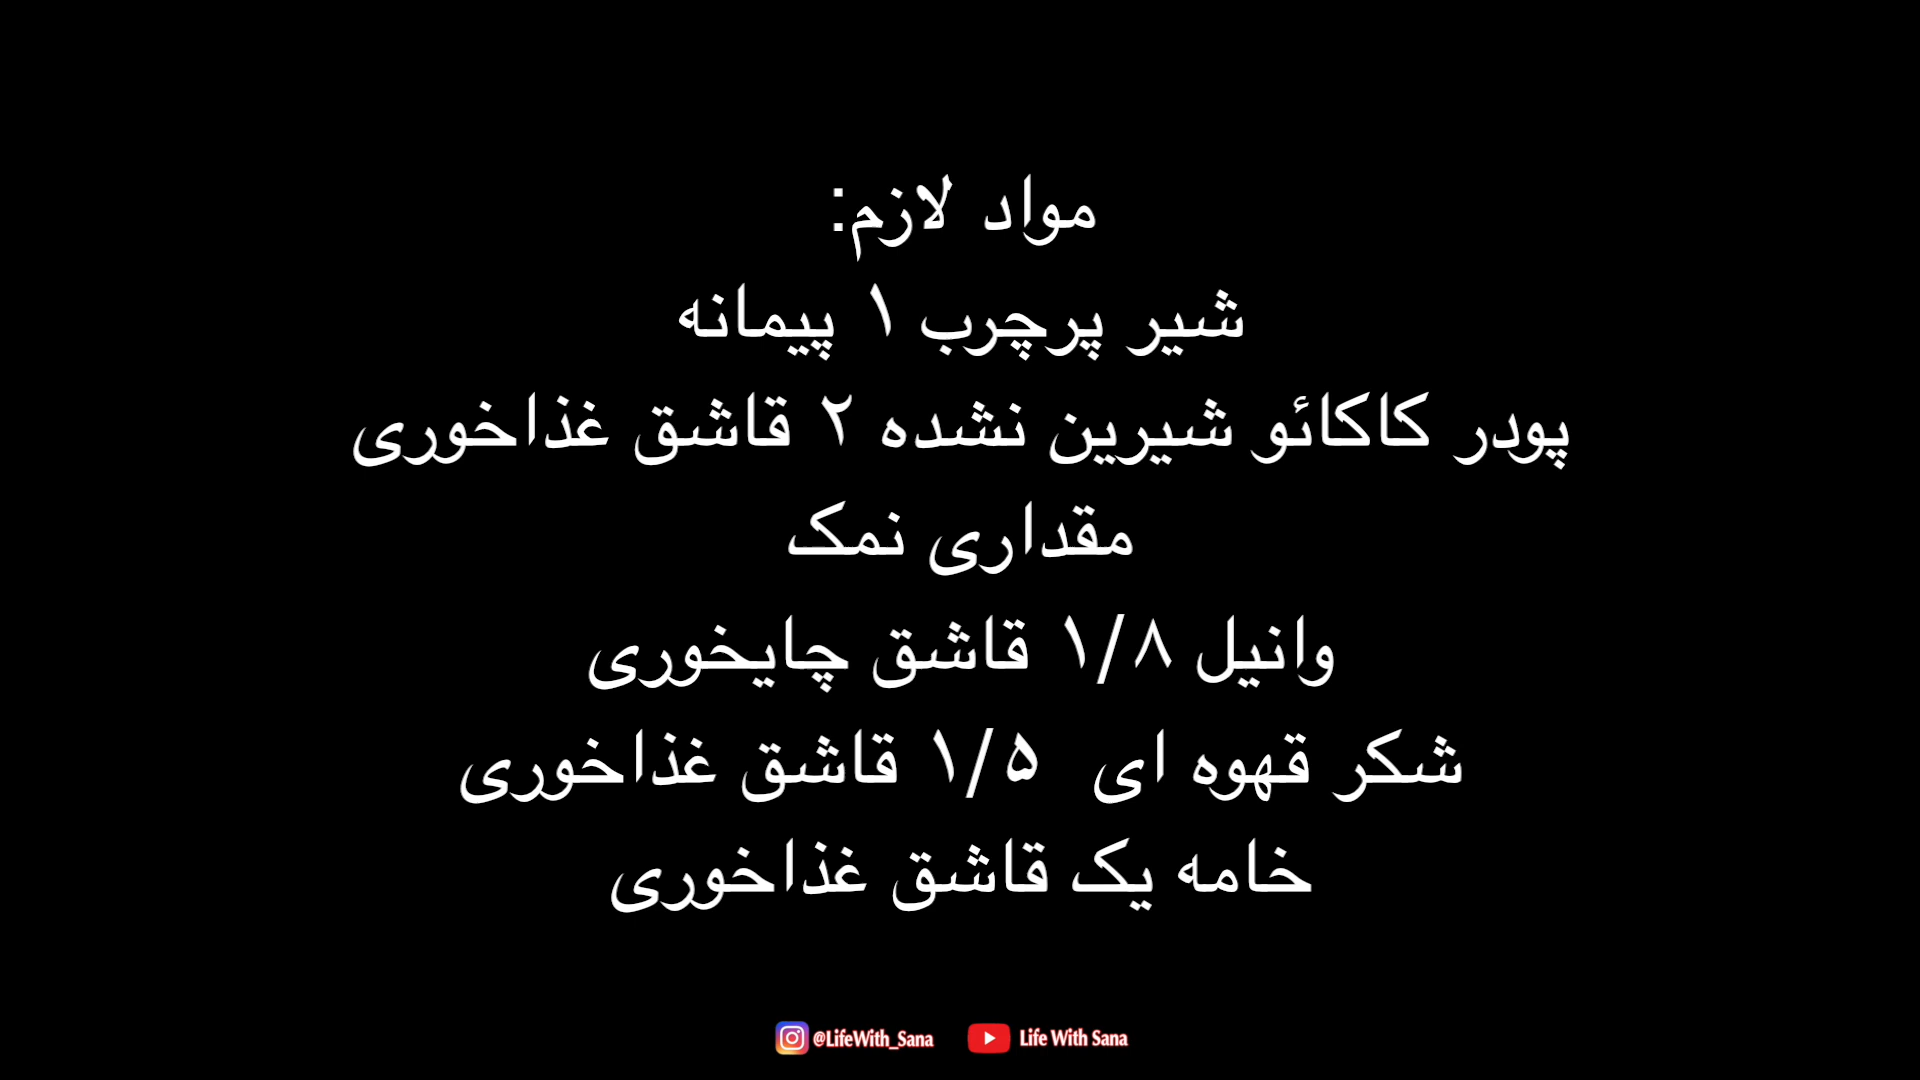 مواد لازم:
شیر پرچرب ۱ پیمانه
پودر کاکائو شیرین نشده ۲ قاشق غذاخوری
مقداری نمک
وانیل ۱/۸ قاشق چایخوری
شکر قهوه ای  ۱/۵ قاشق غذاخوری
خامه یک قاشق غذاخوری
@LifeWith_Sana Life With Sana